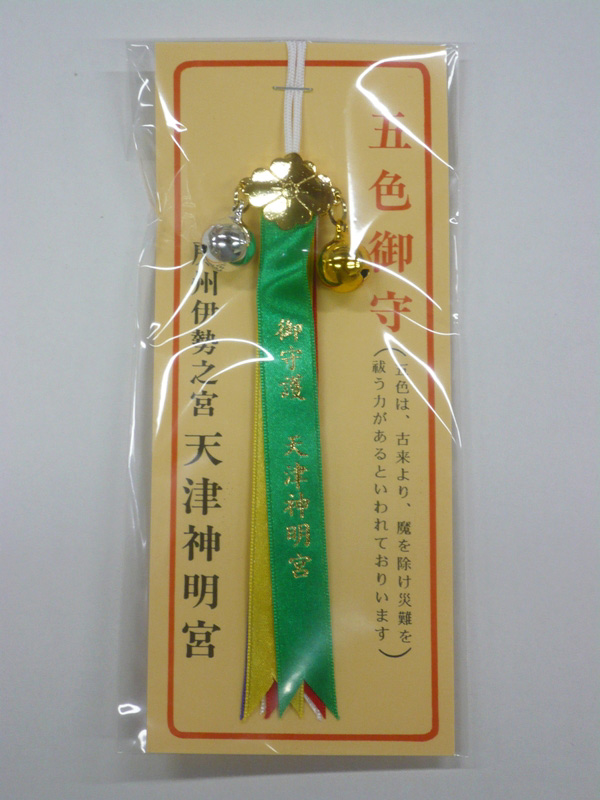 五色御守
(五色は、古来より、魔を除け災難を
祓う力があるといわれております)
御守護 天津神明宮
州伊勢之宮 天津神明宮